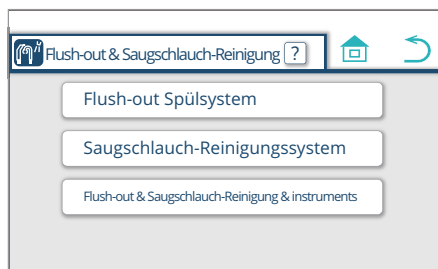 Flush-out & Saugschlauch-Reinigung ?
Flush-out Spülsystem
Saugschlauch-Reinigungssystem
Flush-out & Saugschlauch-Reinigung & instruments